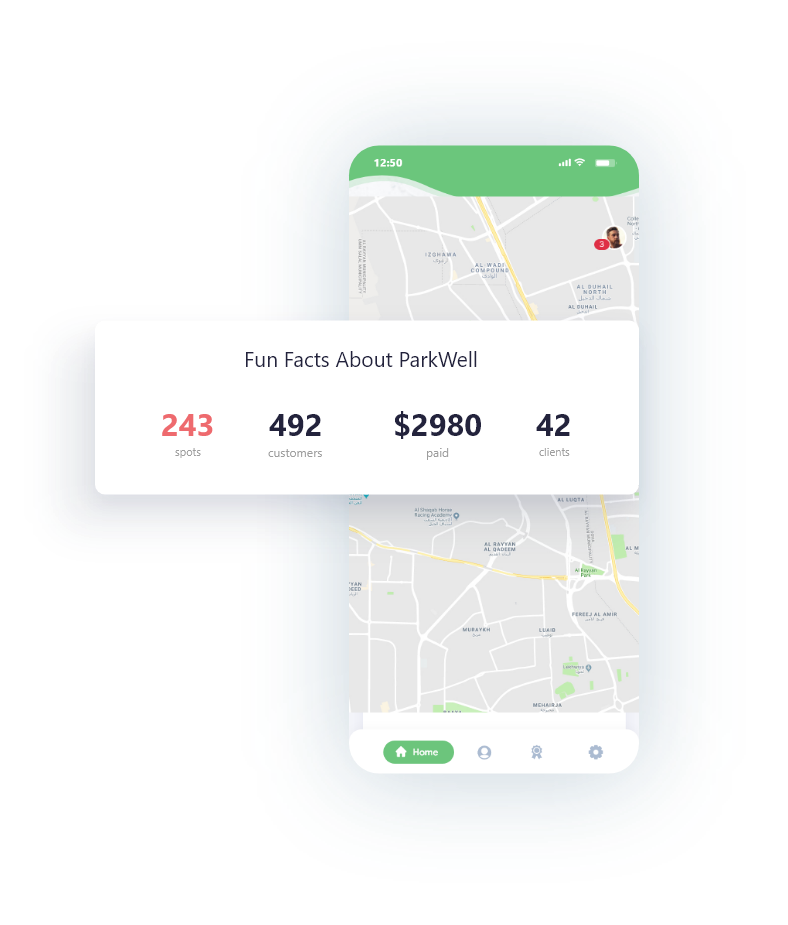 12:50
3
IZGHAWA
AL WADI
COMPOUND
الوادي
AL DUHAIL
NORTH
AL DUHAIL
Fun Facts About ParkWell
243
492
$2980
42
spots
customers
paid
clients
AL LUQTA
Al Shaqab Horse
Racing Academy
AL RAYYAN
AL QADEEM
AL M
Al Rayyan
Park
FEREEJ AL AMIR
MURAYKH
LUAIB
MEHAIRJA
Home